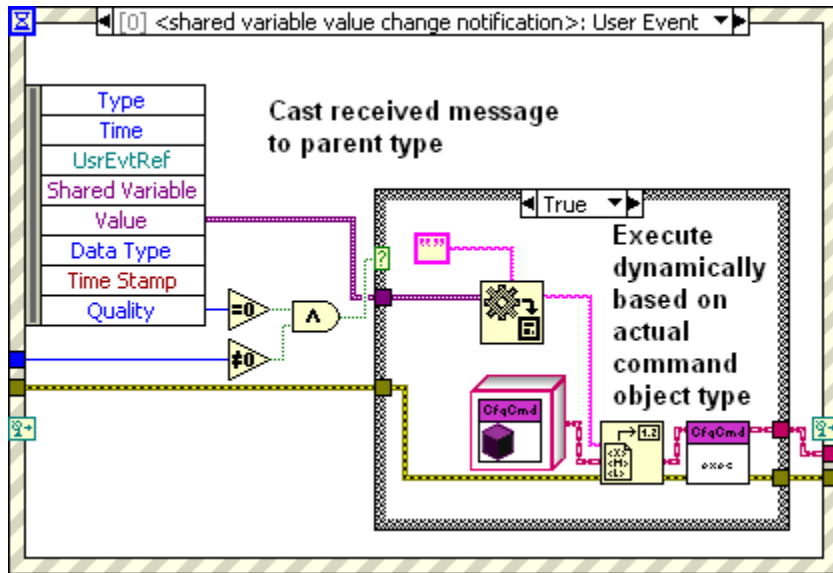 [0] <shared variable value change notification>: User Event
Type
Time
UsrEvtRef
Shared Variable
Value
Data Type
Time Stamp
Quality
Cast received message
to parent type
=0
≠0
∧
True
?
""
Execute
dynamically
based on
actual
command
object type
CfgCmd
1.2
<X>
<M>
<L>
CfgCmd
exec